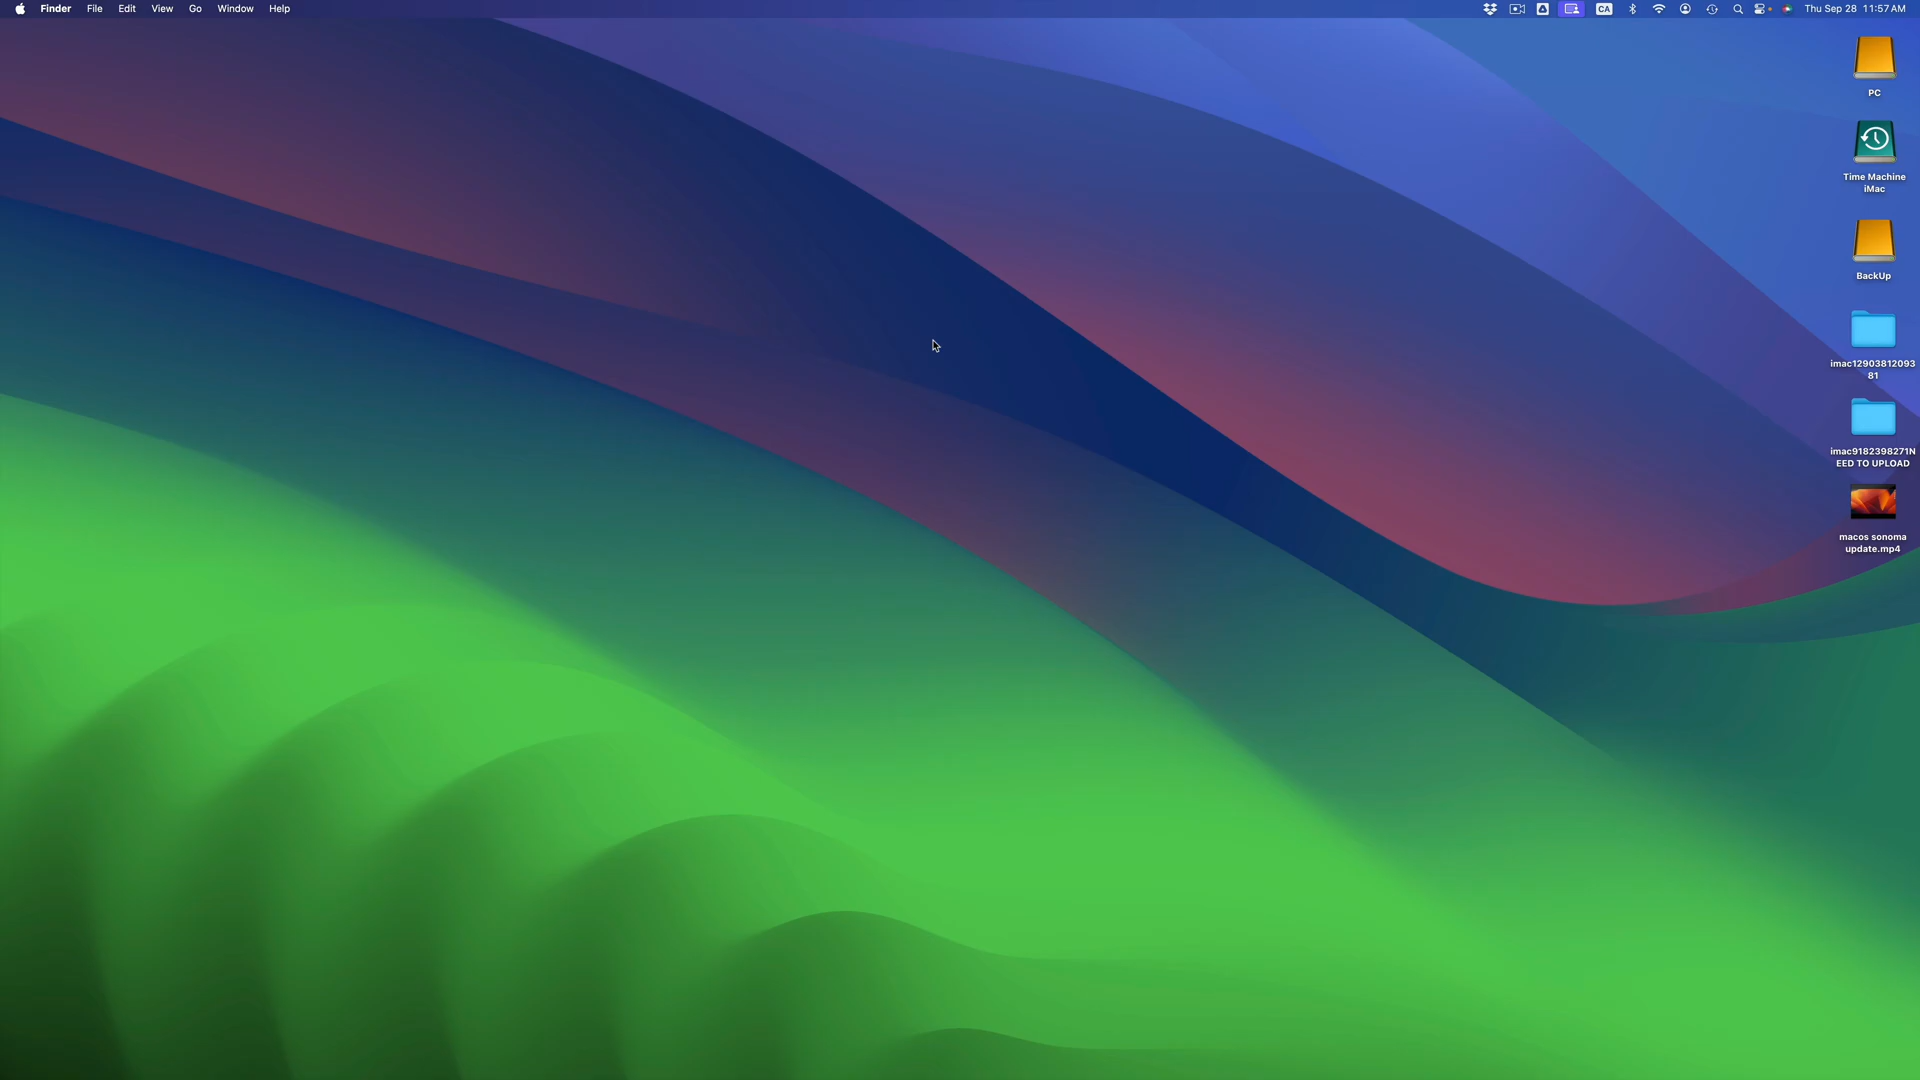 Finder File Edit View Go Window Help
CA
Thu Sep 28 11:57 AM
PC
Time Machine
iMac
BackUp
imac12903812093
81
imac9182398271N
EED TO UPLOAD
macos sonoma
update.mp4